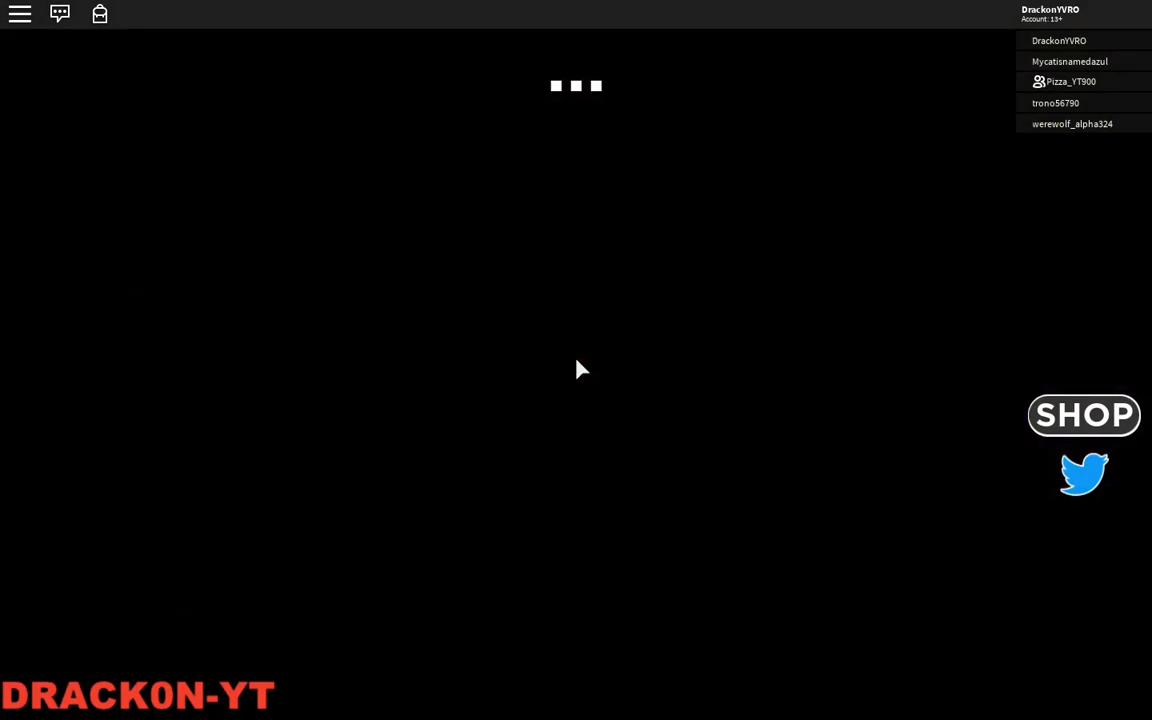 DrackonYVRO
Account: 13+
DrackonYVRO
Mycatisnamedazul
Pizza_YT900
trono56790
werewolf_alpha324
SHOP
DRACK0N-YT